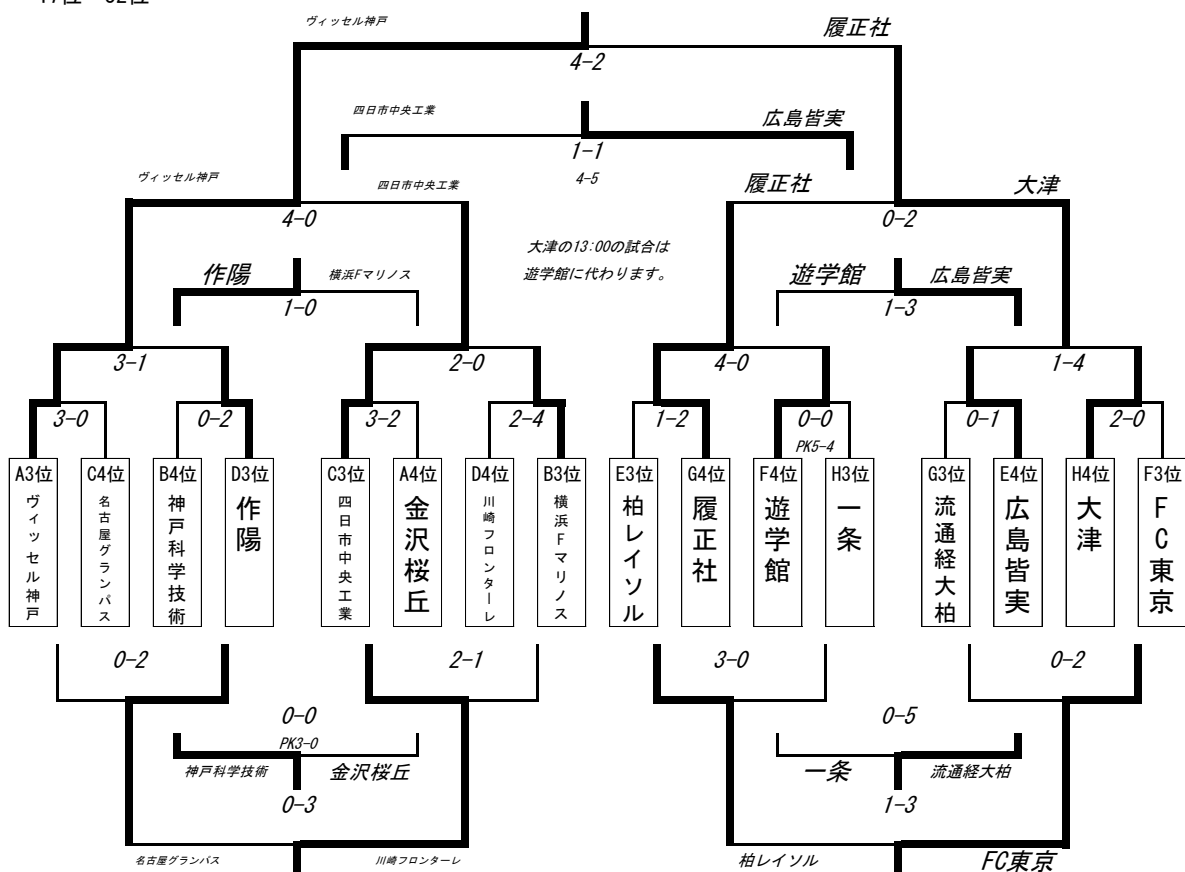 ヴィッセル神戸
履正社
4-2
四日市中央工業
広島皆実
1-1
4-5
ヴィッセル神戸
四日市中央工業
履正社
大津
4-0
0-2
大津の13:00の試合は
遊学館に代わります。
作陽
横浜Fマリノス
遊学館
広島皆実
1-0
1-3
3-1
2-0
4-0
1-4
3-0
0-2
3-2
2-4
1-2
0-0
0-1
2-0
PK5-4
A3位
C4位
B4位
D3位
C3位
A4位
D4位
B3位
E3位
G4位
F4位
H3位
G3位
E4位
H4位
F3位
ヴィッセル神戸
名古屋グランパス
神戸科学技術
作陽
四日市中央工業
金沢桜丘
川崎フロンターレ
横浜Fマリノス
柏レイソル
履正社
遊学館
一条
流通経大柏
広島皆実
大津
FC東京
0-2
2-1
3-0
0-2
0-0
0-5
PK3-0
神戸科学技術
金沢桜丘
一条
流通経大柏
0-3
1-3
名古屋グランパス
川崎フロンターレ
柏レイソル
FC東京